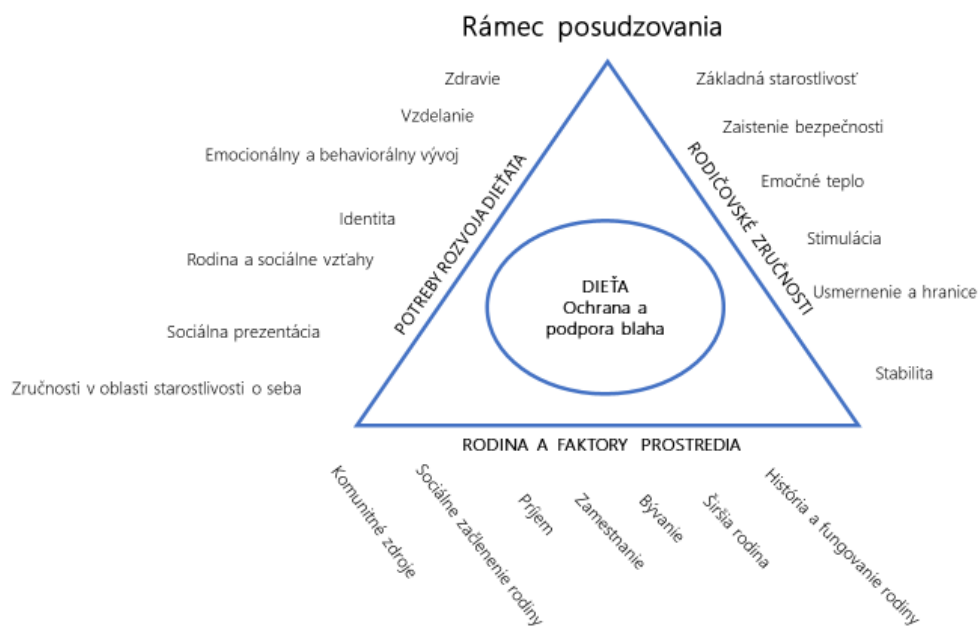 Rámec posudzovania
Zdravie
Vzdelanie
Emocionálny a behaviorálny vývoj
Identita
Rodina a sociálne vzťahy
Sociálna prezentácia
Zručnosti v oblasti starostlivosti o seba
POTREBY ROZVOJA DIEŤATA
Základná starostlivosť
Zaistenie bezpečnosti
Emočné teplo
Stimulácia
Usmernenie a hranice
Stabilita
RODIČOVSKÉ ZRUČNOSTI
DIEŤA
Ochrana a
podpora blaha
RODINA A FAKTORY PROSTREDIA
Komunitné zdroje
Sociálne začlenenie rodiny
Príjem
Zamestnanie
Bývanie
Širšia rodina
História a fungovanie rodiny